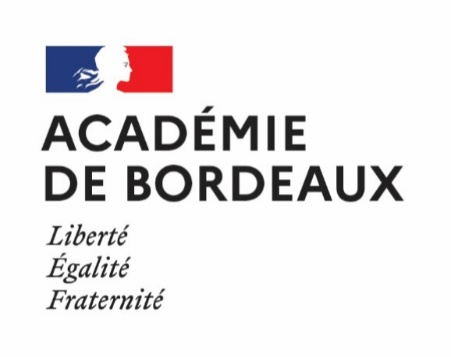 ACADÉMIE
DE BORDEAUX
Liberté
Égalité
Fraternité